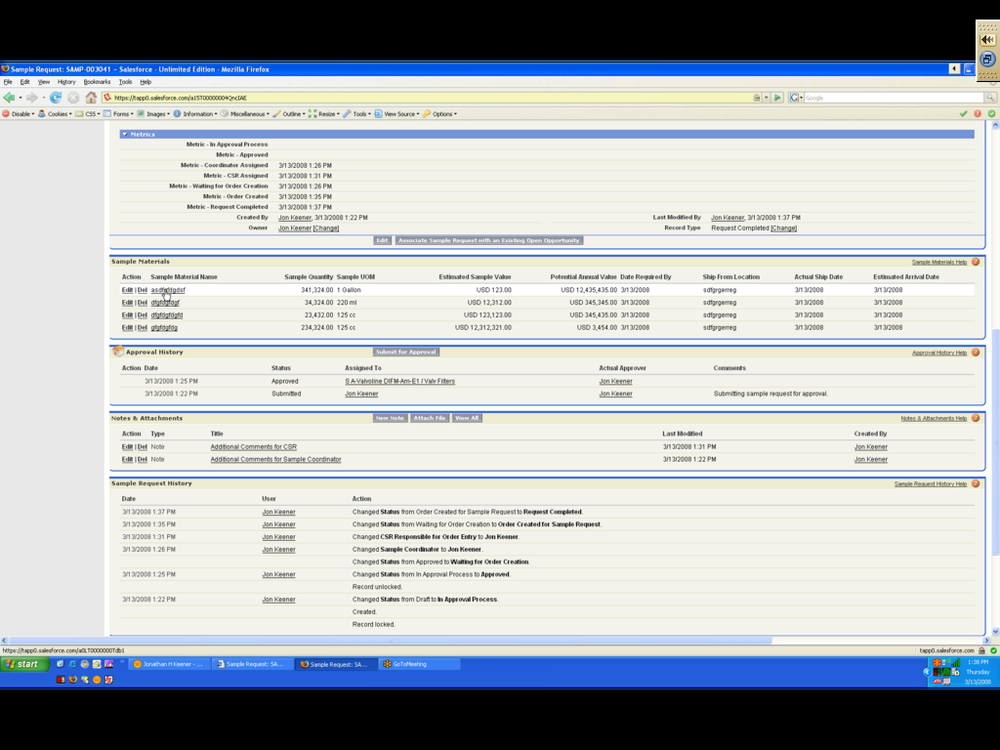 Sample Request: SAMP-003041 ~ Salesforce - Unlimited Edition - Mozilla Firefox
File Edit View History Bookmarks Tools Help
Google
Disable Cookies CSS Forms Images Information Miscellaneous Outline Resize Tools View Source Options
Metrics
Metric - In Approval Process
Metric - Approved
Metric - Coordinator Assigned 3/13/2008 1:26 PM
Metric - CSR Assigned 3/13/2008 1:31 PM
Metric - Waiting for Order Creation 3/13/2008 1:26 PM
Metric - Order Created 3/13/2008 1:35 PM
Metric - Request Completed 3/13/2008 1:37 PM
Created By Jon Keener, 3/13/2008 1:22 PM Last Modified By Jon Keener, 3/13/2008 1:37 PM
Owner Jon Keener [Change] Record Type Request Completed [Change]
Edit Associate Sample Request with an Existing Open Opportunity
Sample Materials Sample Materials Help
Action Sample Material Name Sample Quantity Sample UOM Estimated Sample Value Potential Annual Value Date Required By Ship From Location Actual Ship Date Estimated Arrival Date
Edit | Del 341,324.00 1 Gallon USD 123.00 USD 12,435,435.00 3/13/2008 sdfgrgerreg 3/13/2008 3/13/2008
Edit | Del dfgfdgfdgf 34,324.00 220 ml USD 12,312.00 USD 345,345.00 3/13/2008 sdfgrgerreg 3/13/2008 3/13/2008
Edit | Del dfgfdgfdgfd 23,432.00 125 cc USD 123,123.00 USD 345,435.00 3/13/2008 sdfgrgerreg 3/13/2008 3/13/2008
Edit | Del gfgfdgfdg 234,324.00 125 cc USD 12,312,321.00 USD 3,454.00 3/13/2008 sdfgrgerreg 3/13/2008 3/13/2008
Approval History Submit for Approval Approval History Help
Action Date Status Assigned To Actual Approver Comments
3/13/2008 1:25 PM Approved S A-Valvoline DIFM-Am-E1 / Valv Filters Jon Keener
3/13/2008 1:22 PM Submitted Jon Keener Jon Keener Submitting sample request for approval.
Notes & Attachments New Note Attach File View All Notes & Attachments Help
Action Type Title Last Modified Created By
Edit | Del Note Additional Comments for CSR 3/13/2008 1:31 PM Jon Keener
Edit | Del Note Additional Comments for Sample Coordinator 3/13/2008 1:22 PM Jon Keener
Sample Request History Sample Request History Help
Date User Action
3/13/2008 1:37 PM Jon Keener Changed Status from Order Created for Sample Request to Request Completed.
3/13/2008 1:35 PM Jon Keener Changed Status from Waiting for Order Creation to Order Created for Sample Request.
3/13/2008 1:31 PM Jon Keener Changed CSR Responsible for Order Entry to Jon Keener.
3/13/2008 1:26 PM Jon Keener Changed Sample Coordinator to Jon Keener.
Changed Status from Approved to Waiting for Order Creation.
3/13/2008 1:25 PM Jon Keener Changed Status from In Approval Process to Approved.
Record unlocked.
3/13/2008 1:22 PM Jon Keener Changed Status from Draft to In Approval Process.
Created.
Record locked.
tapp0.salesforce.com
start Jonathan H Keener - ... Sample Request: SA... Sample Request: SA... GoToMeeting
1:38 PM
Thursday
3/13/2008